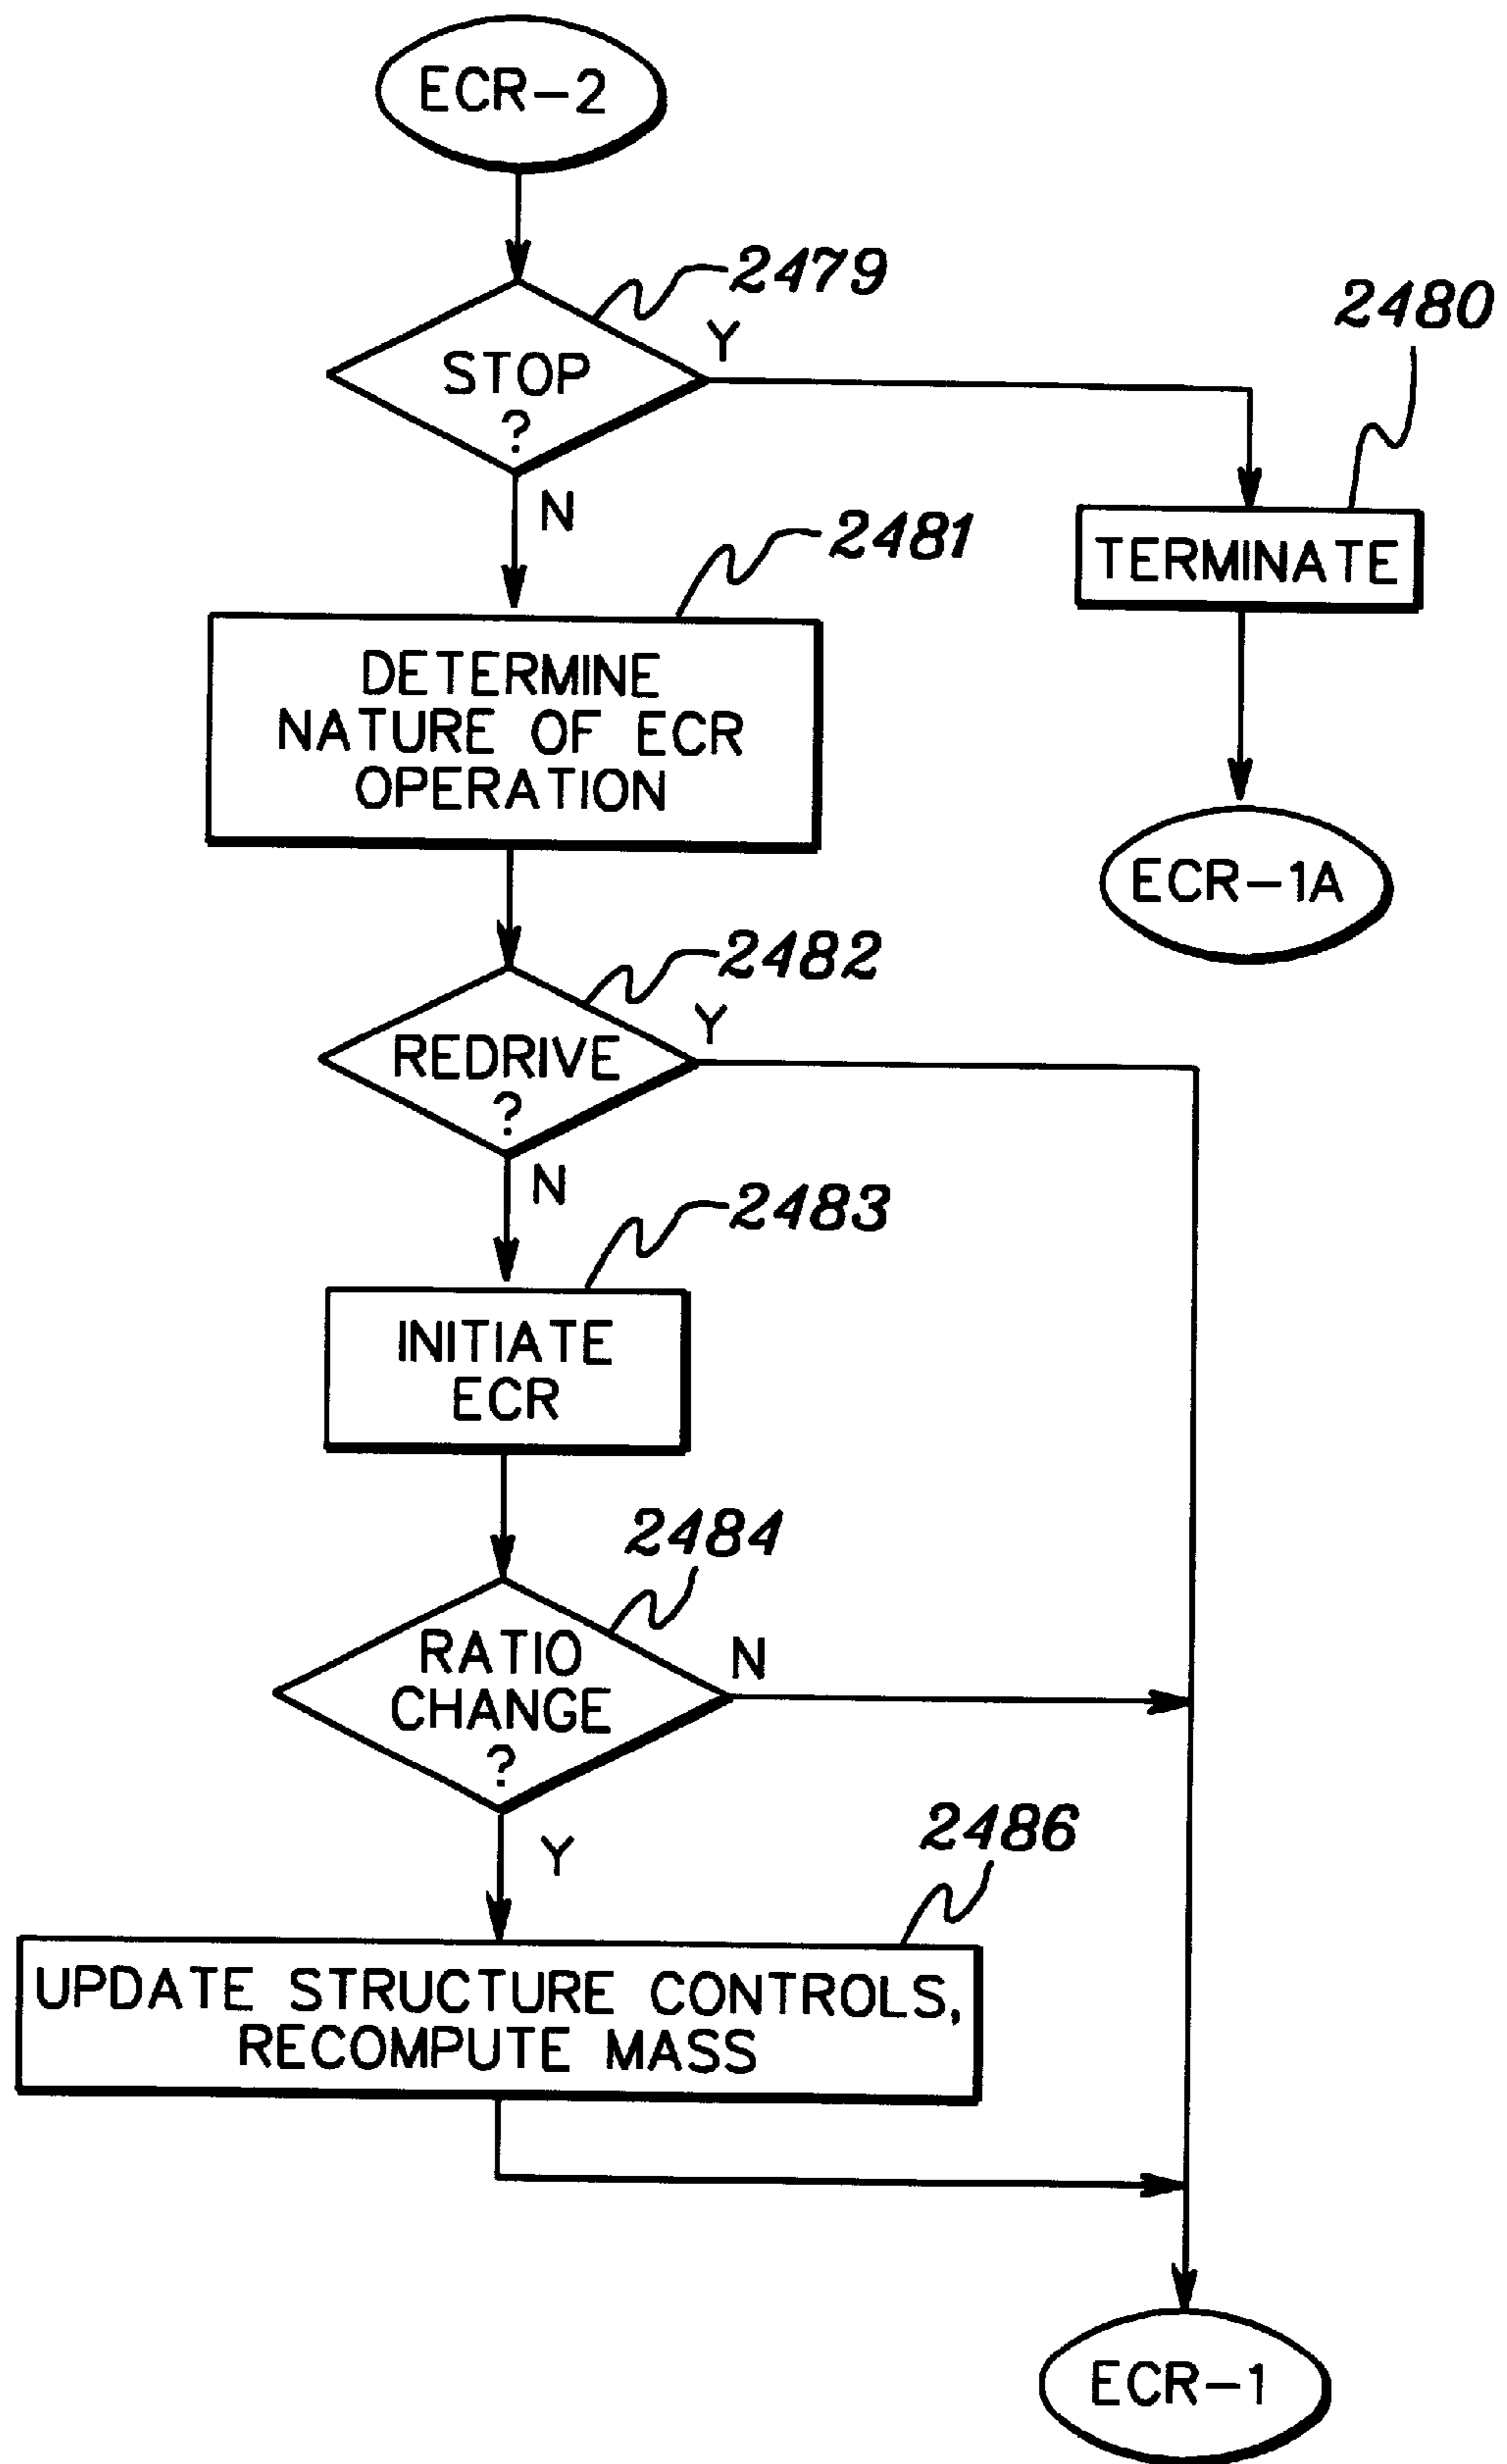 ECR-2
2479
2480
Y
STOP
?
N
2481
TERMINATE
DETERMINE
NATURE OF ECR
OPERATION
ECR-1A
2482
Y
REDRIVE
?
N
2483
INITIATE
ECR
2484
RATIO
CHANGE
?
N
Y
2486
UPDATE STRUCTURE CONTROLS,
RECOMPUTE MASS
ECR-1